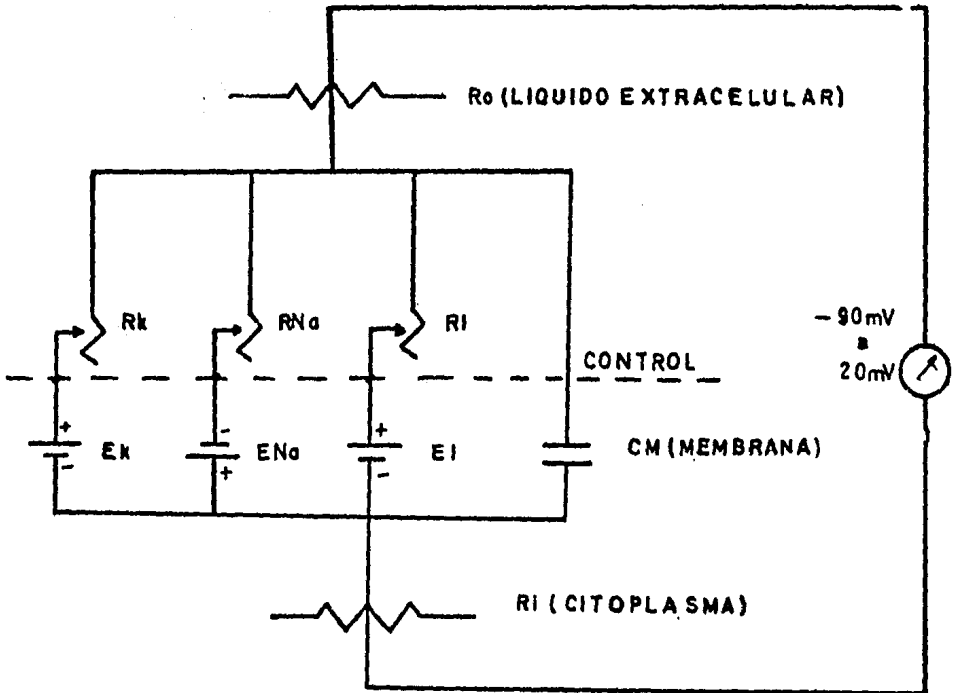 Ro (LIQUIDO EXTRACELULAR)
Rk
RNa
Rl
-90mV
a
20mV
CONTROL
+
-
+
Ek
ENa
El
CM (MEMBRANA)
-
+
-
Ri (CITOPLASMA)